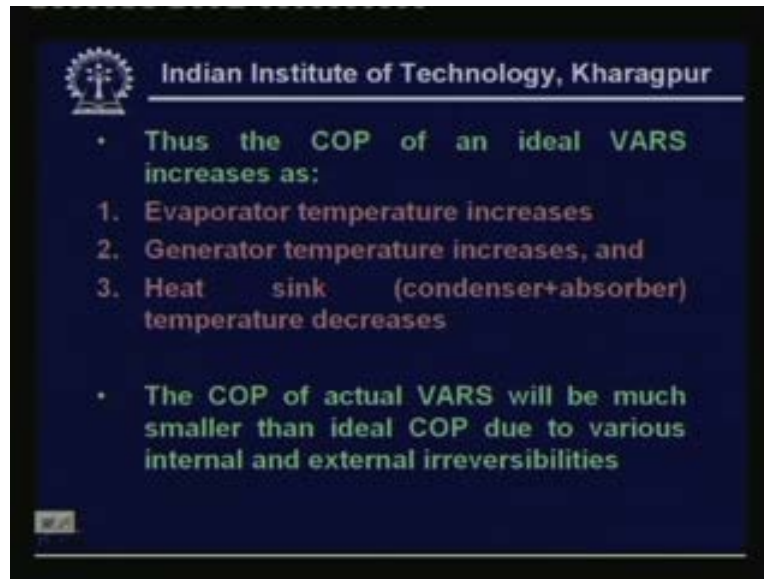 Indian Institute of Technology, Kharagpur
• Thus the COP of an ideal VARS
increases as:
1. Evaporator temperature increases
2. Generator temperature increases, and
3. Heat sink (condenser+absorber)
temperature decreases
• The COP of actual VARS will be much
smaller than ideal COP due to various
internal and external irreversibilities